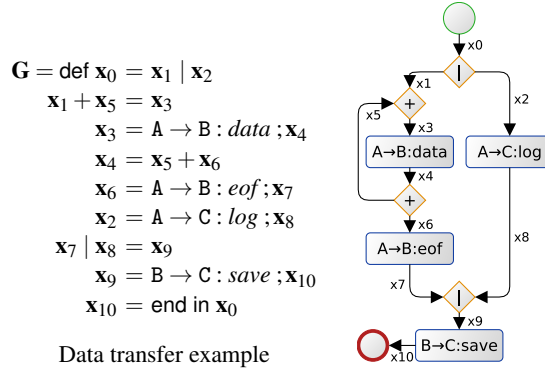 G = def x0 = x1 | x2
x1 + x5 = x3
x3 = A → B : data ; x4
x4 = x5 + x6
x6 = A → B : eof ; x7
x2 = A → C : log ; x8
x7 | x8 = x9
x9 = B → C : save ; x10
x10 = end in x0
Data transfer example
x0
|
x1
x2
x5
+
x3
A→B:data
A→C:log
x4
+
x6
A→B:eof
x8
x7
|
x9
x10
B→C:save